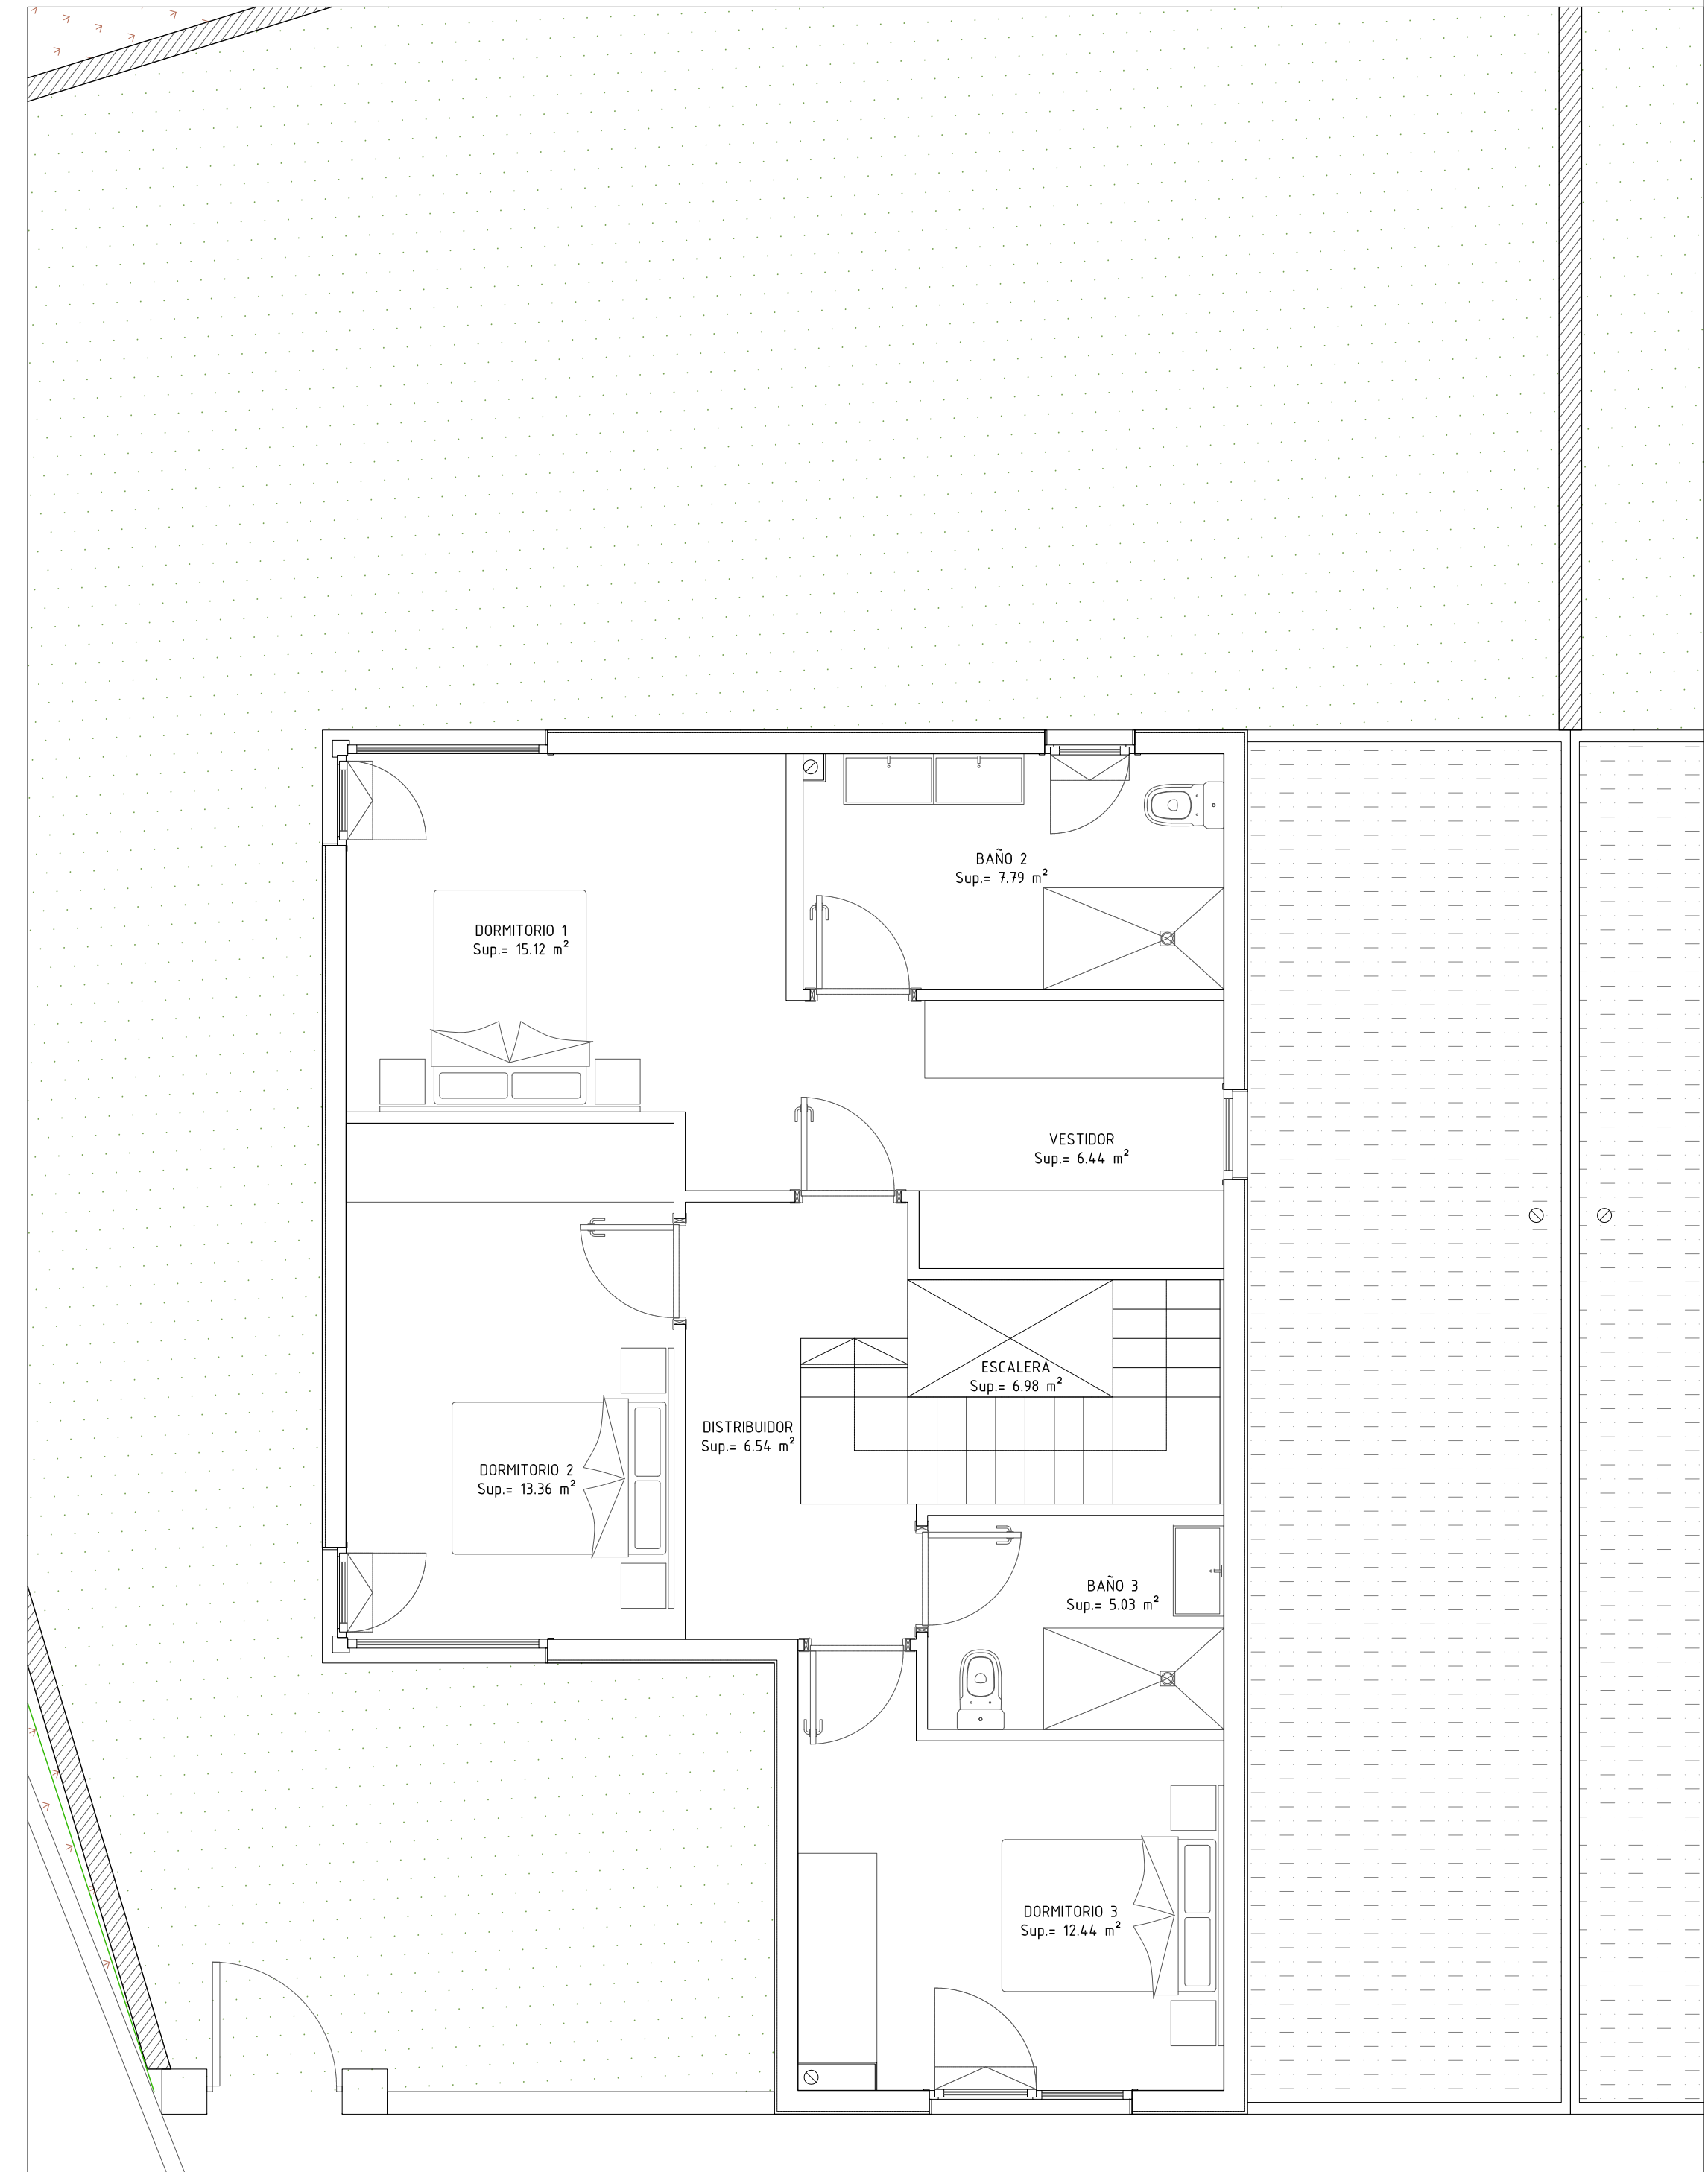 BAÑO 2
Sup.= 7.79 m²
DORMITORIO 1
Sup.= 15.12 m²
VESTIDOR
Sup.= 6.44 m²
ESCALERA
Sup.= 6.98 m²
DISTRIBUIDOR
Sup.= 6.54 m²
DORMITORIO 2
Sup.= 13.36 m²
BAÑO 3
Sup.= 5.03 m²
DORMITORIO 3
Sup.= 12.44 m²